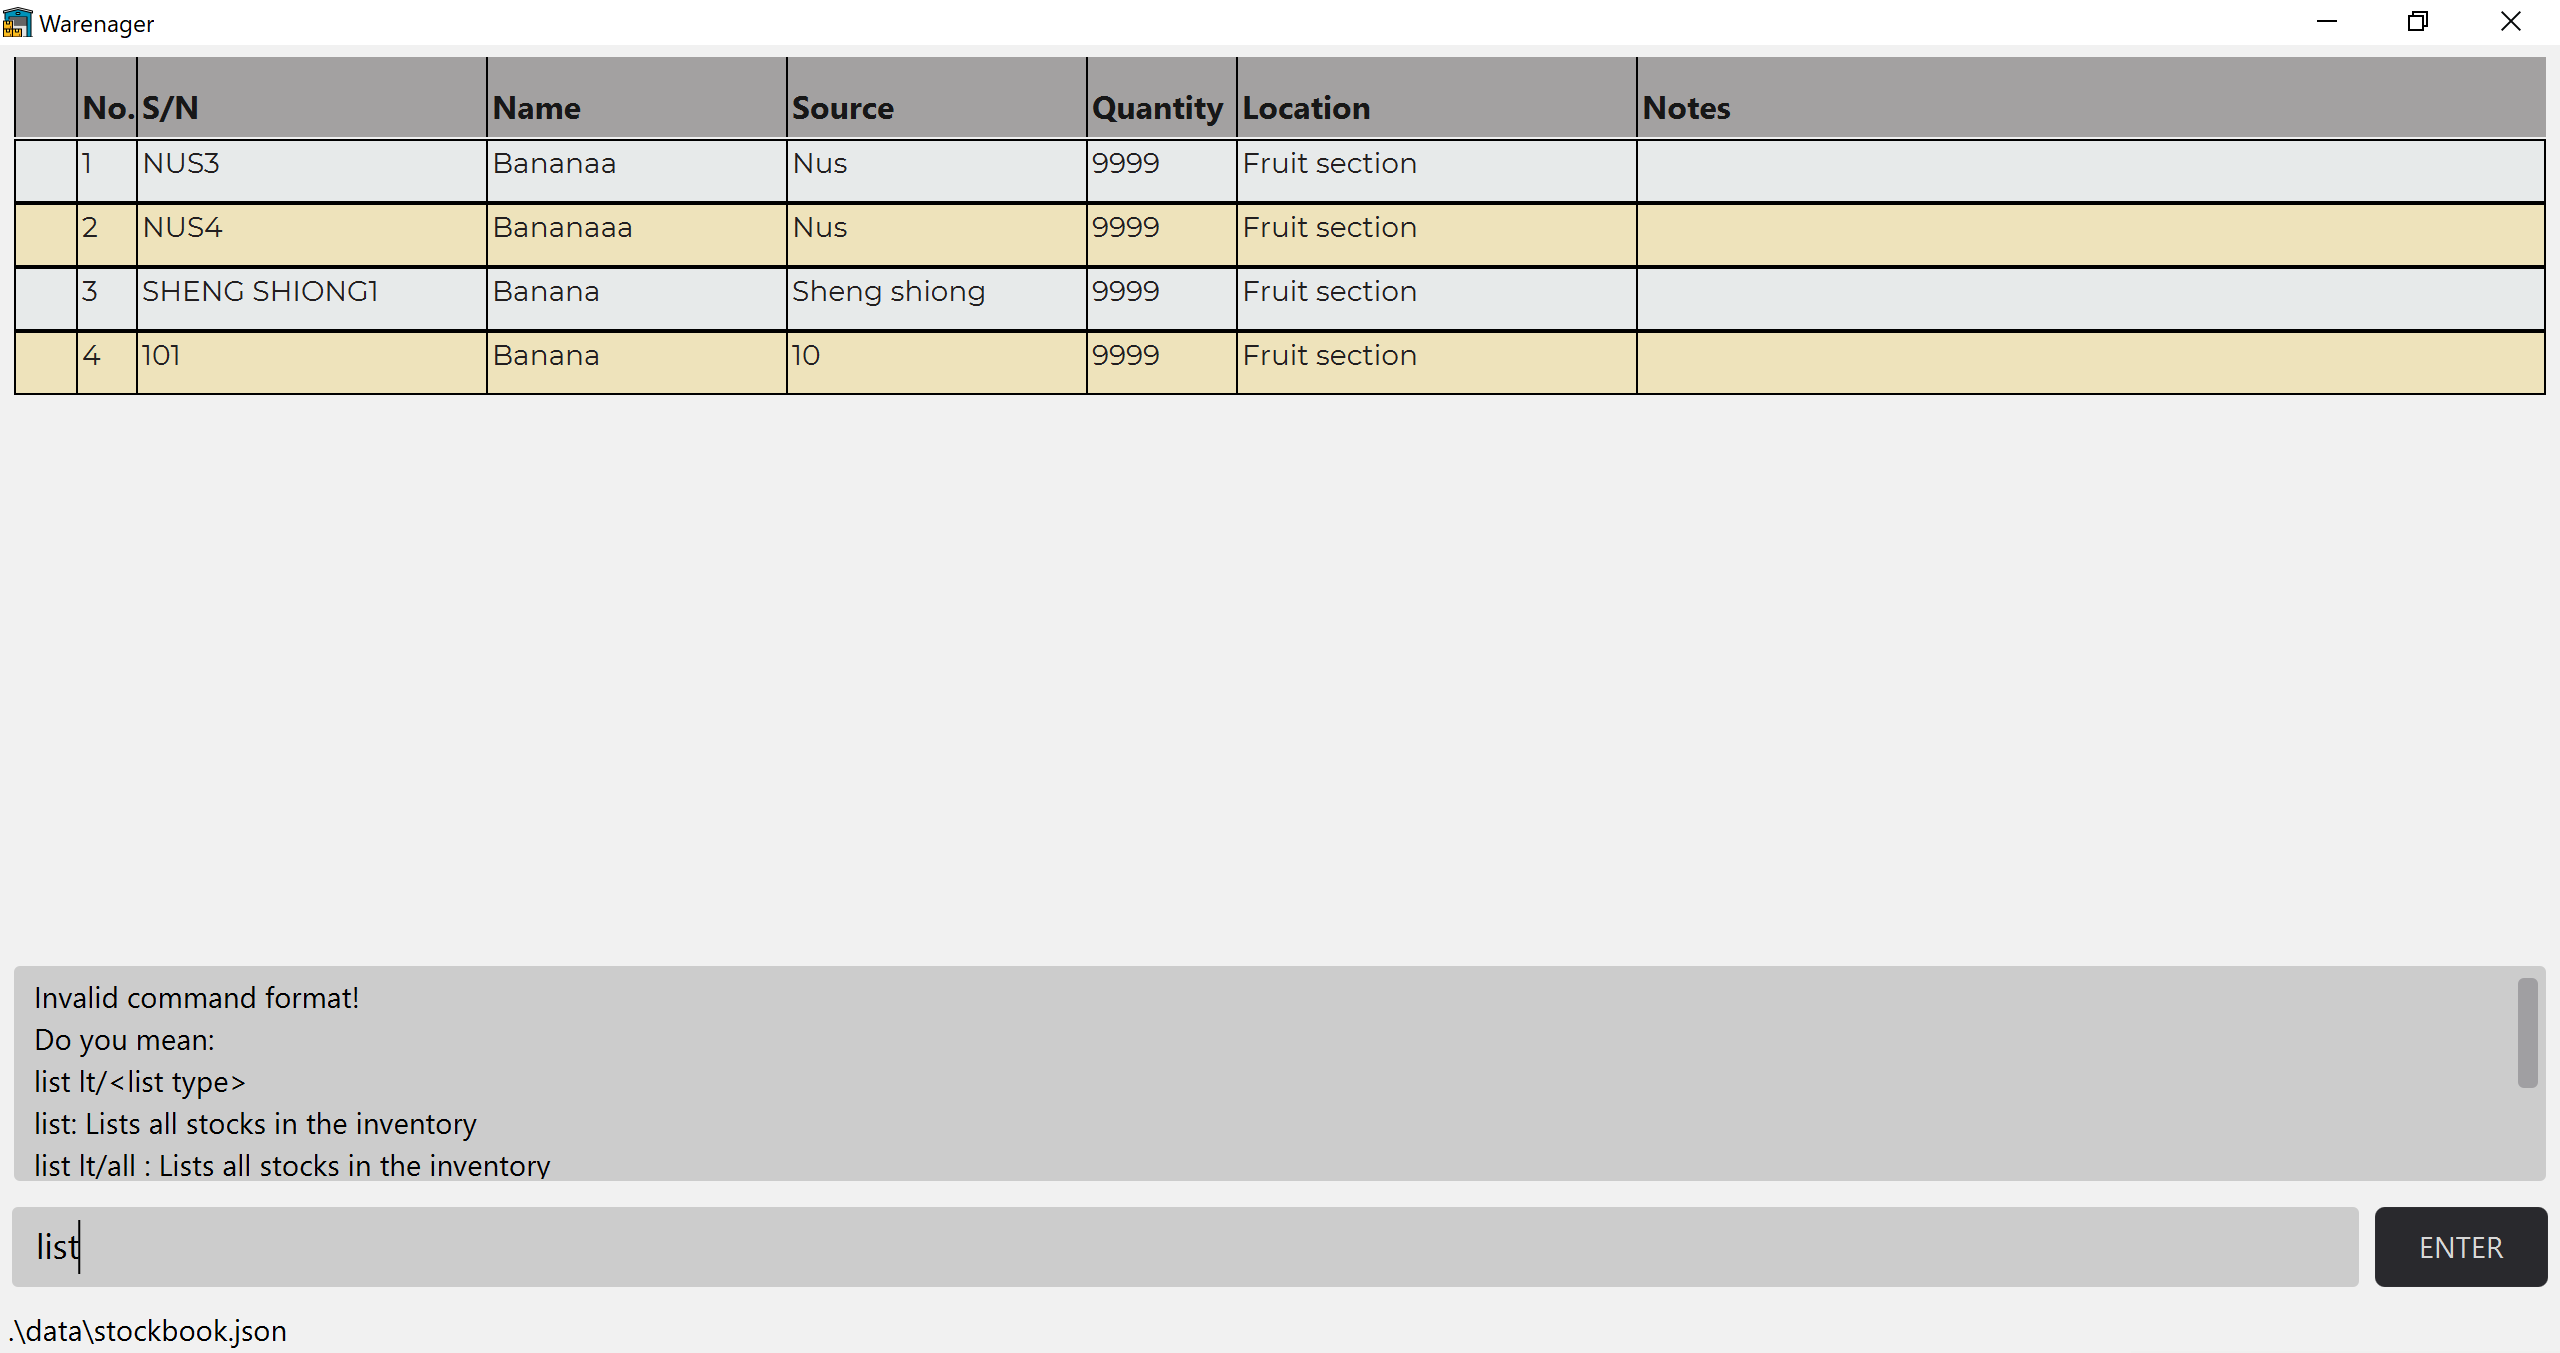 Warenager
No. S/N Name Source Quantity Location Notes
1 NUS3 Bananaa Nus 9999 Fruit section
2 NUS4 Bananaaa Nus 9999 Fruit section
3 SHENG SHIONG1 Banana Sheng shiong 9999 Fruit section
4 101 Banana 10 9999 Fruit section
Invalid command format!
Do you mean:
list lt/<list type>
list: Lists all stocks in the inventory
list lt/all : Lists all stocks in the inventory
list ENTER
.\data\stockbook.json